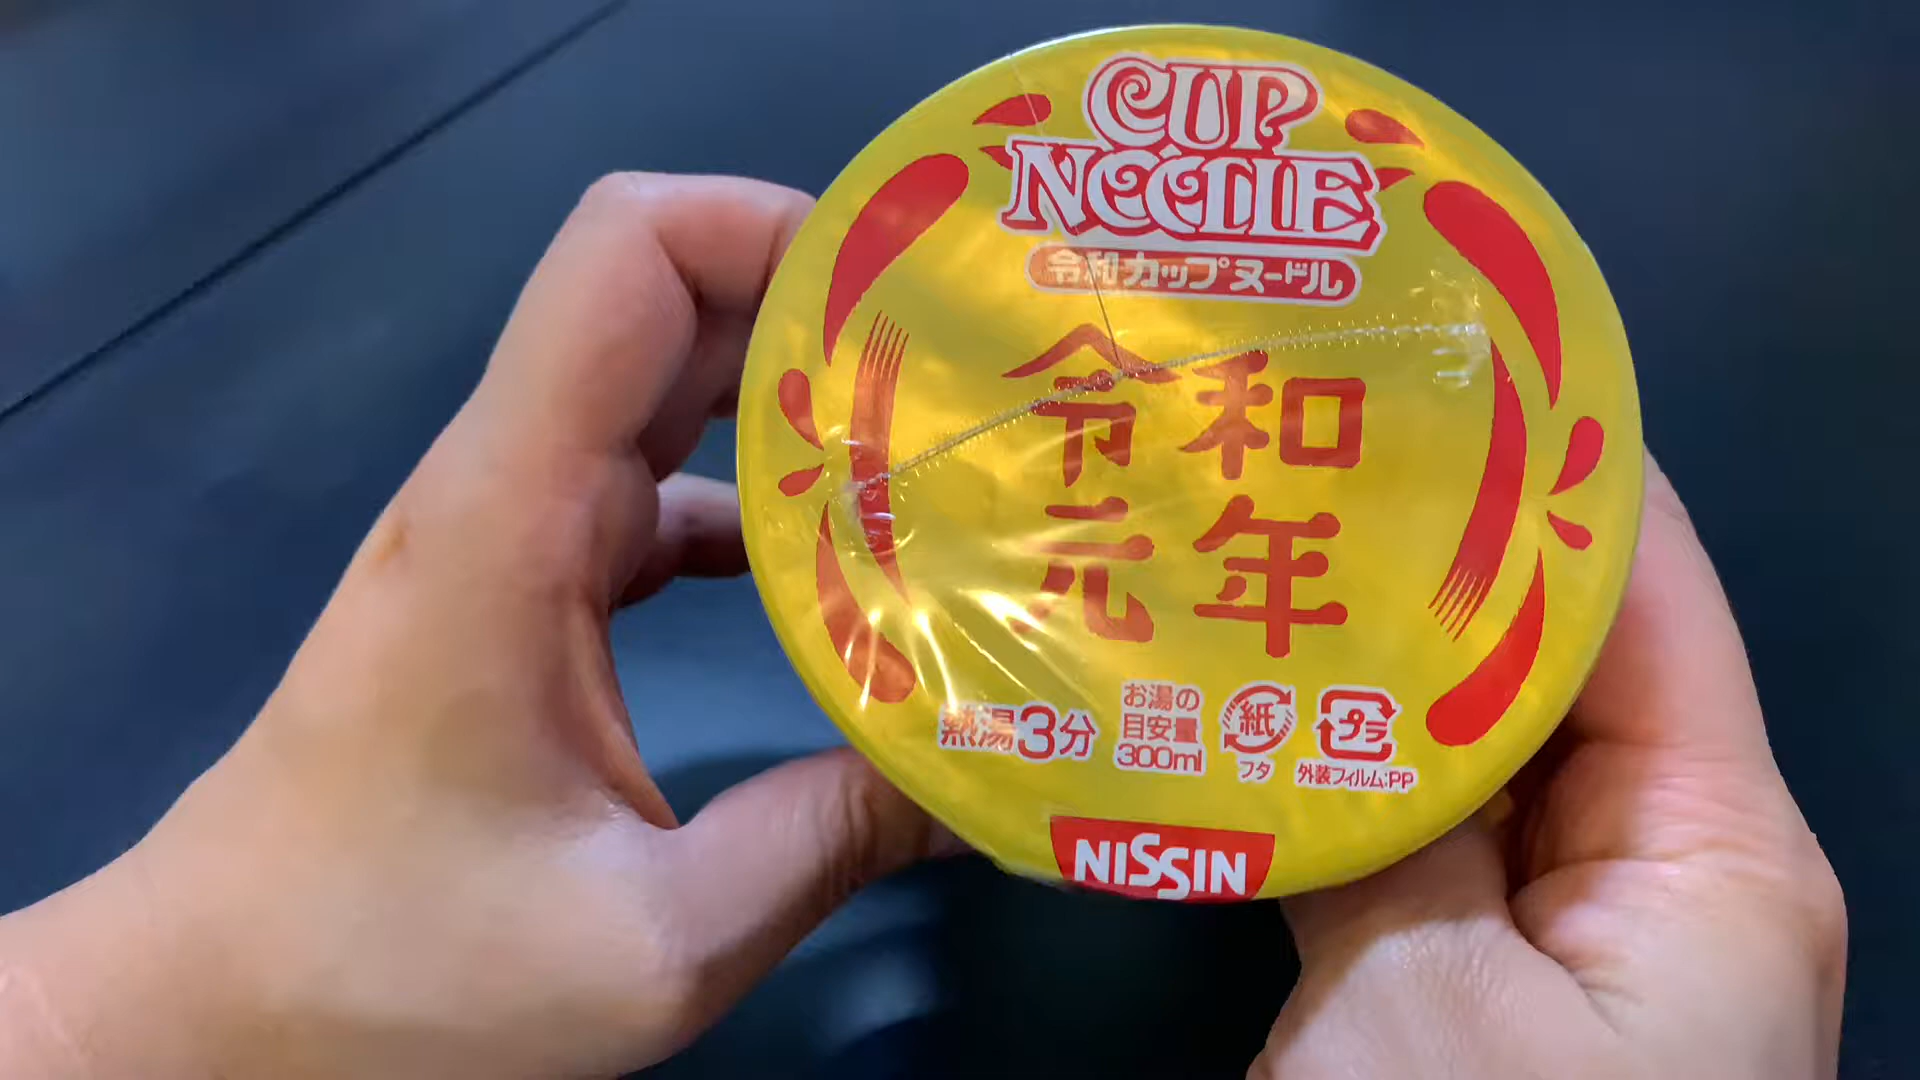 CUP
NOODLE
令和カップヌードル
令和
元年
熱湯3分
お湯の
目安量
300ml
紙
フタ
プラ
外装フィルム:PP
NISSIN